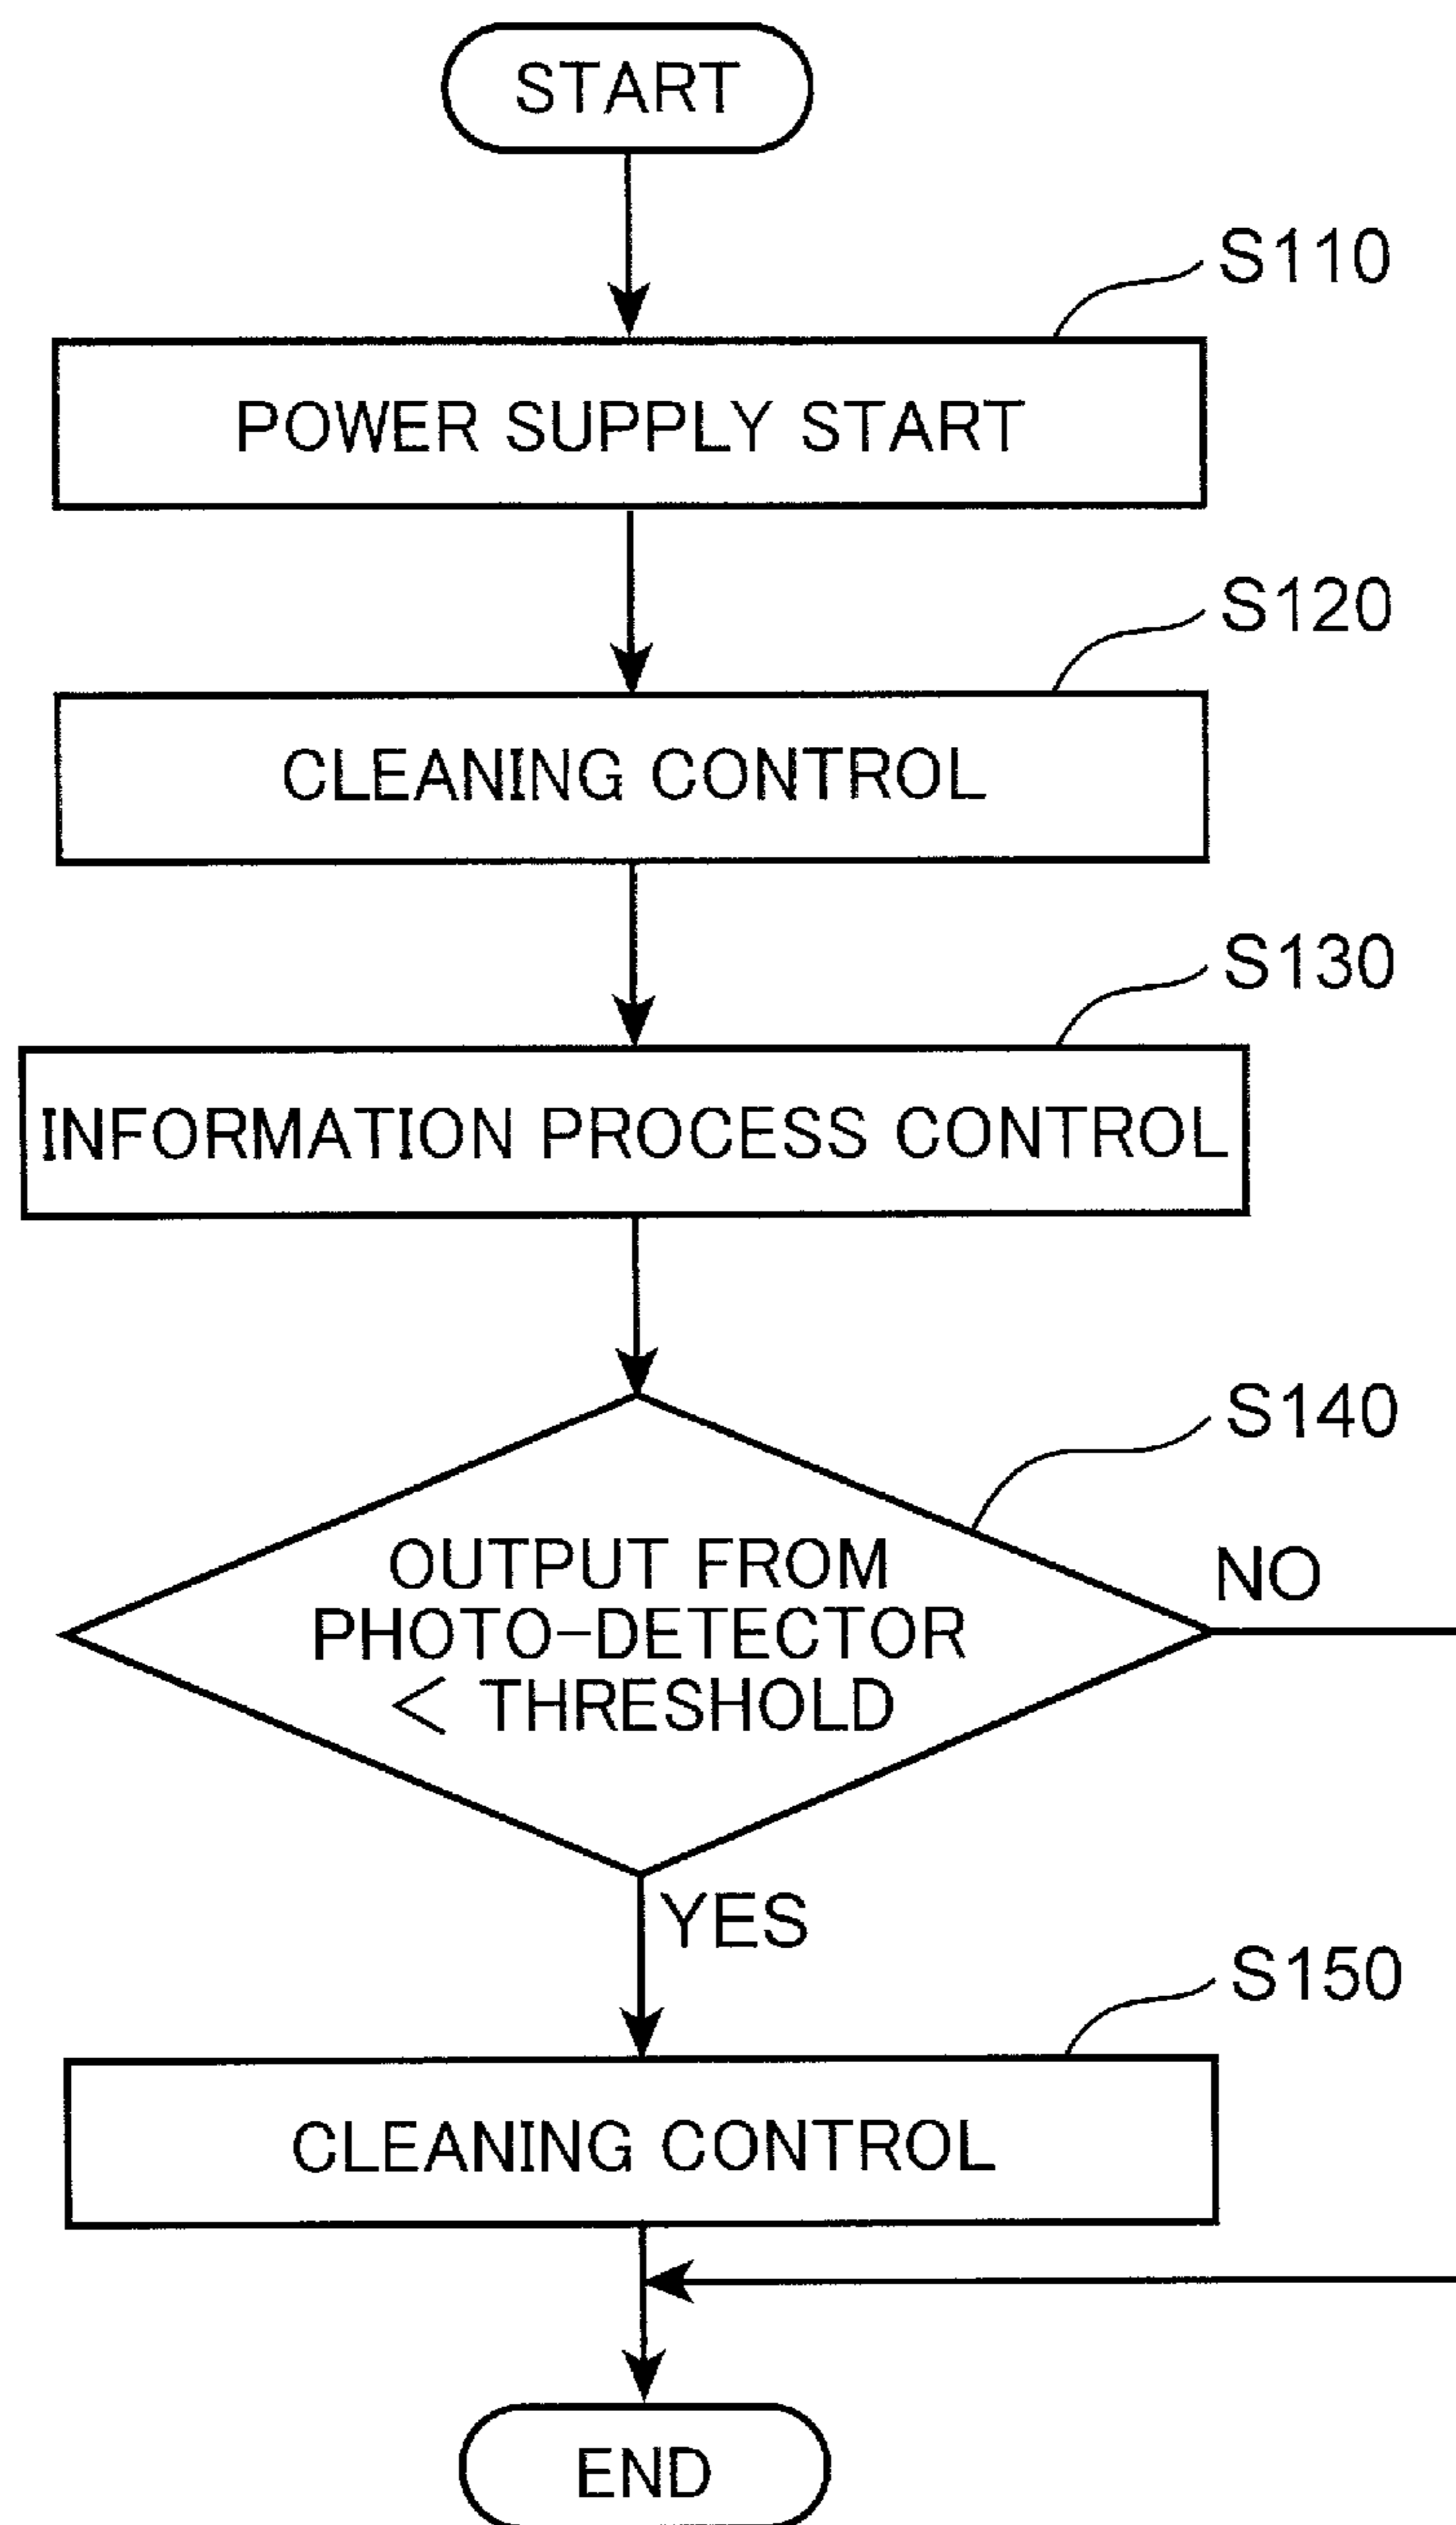 START
S110
POWER SUPPLY START
S120
CLEANING CONTROL
S130
INFORMATION PROCESS CONTROL
S140
OUTPUT FROM
PHOTO-DETECTOR
< THRESHOLD
NO
YES
S150
CLEANING CONTROL
END